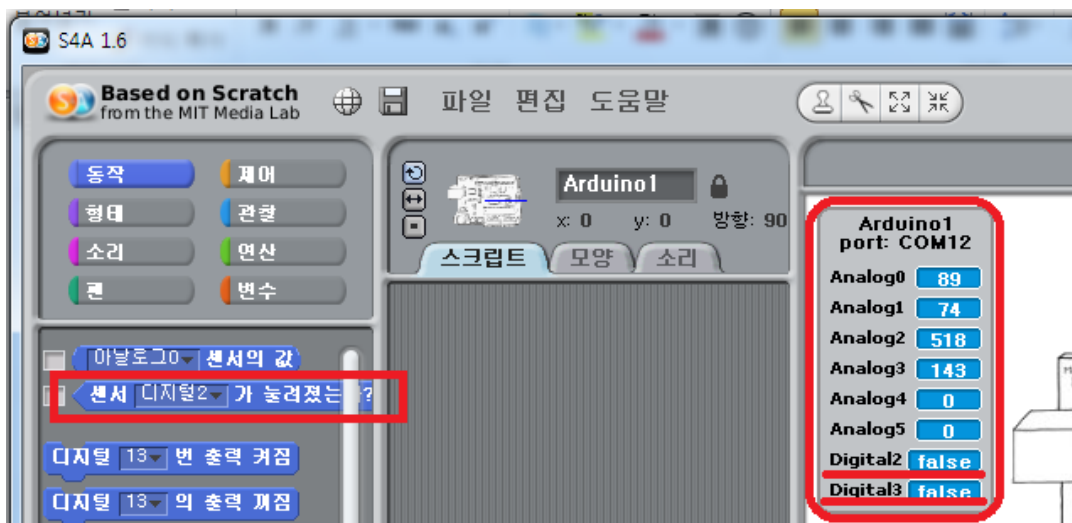 S4A 1.6
Based on Scratch
from the MIT Media Lab
파일 편집 도움말
동작 제어
형태 관찰
소리 연산
펜 변수
Arduino1
x: 0 y: 0 방향: 90
스크립트 모양 소리
아날로그0 센서의 값
센서 디지털2 가 눌려졌는 ?
디지털 13 번 출력 켜짐
디지털 13 의 출력 꺼짐
Arduino1
port: COM12
Analog0 89
Analog1 74
Analog2 518
Analog3 143
Analog4 0
Analog5 0
Digital2 false
Digital3 false